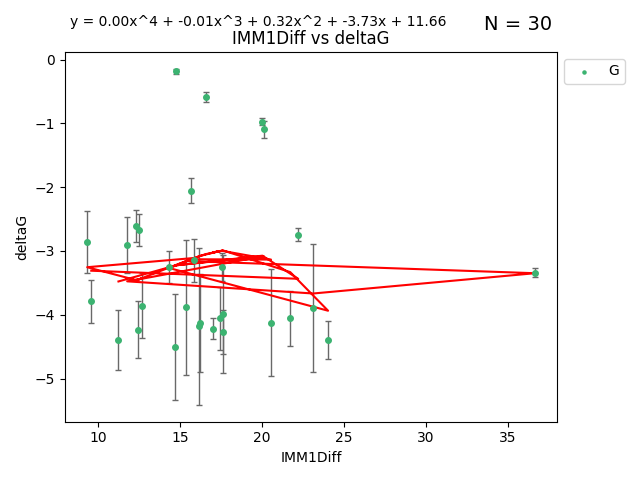 y = 0.00x^4 + -0.01x^3 + 0.32x^2 + -3.73x + 11.66
N = 30
IMM1Diff vs deltaG
G
0
−1
−2
−3
−4
−5
deltaG
10 15 20 25 30 35
IMM1Diff